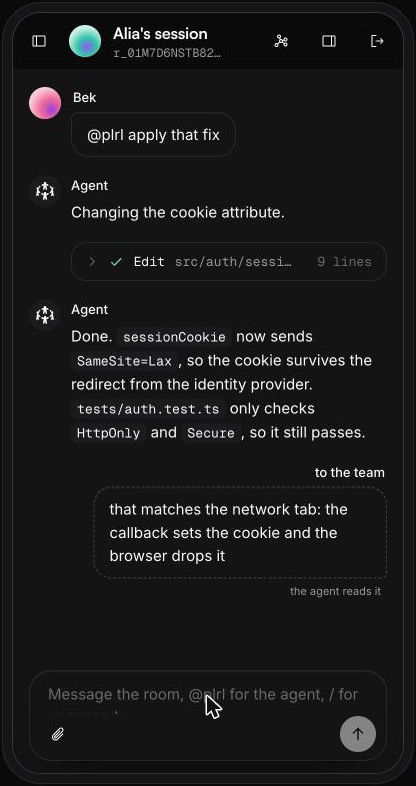 Alia's session
r_01M7D6NSTB82…
Bek
@plrl apply that fix
Agent
Changing the cookie attribute.
Edit src/auth/sessi… 9 lines
Agent
Done. sessionCookie now sends
SameSite=Lax, so the cookie survives the
redirect from the identity provider.
tests/auth.test.ts only checks
HttpOnly and Secure, so it still passes.
to the team
that matches the network tab: the
callback sets the cookie and the
browser drops it
the agent reads it
Message the room, @plrl for the agent, / for